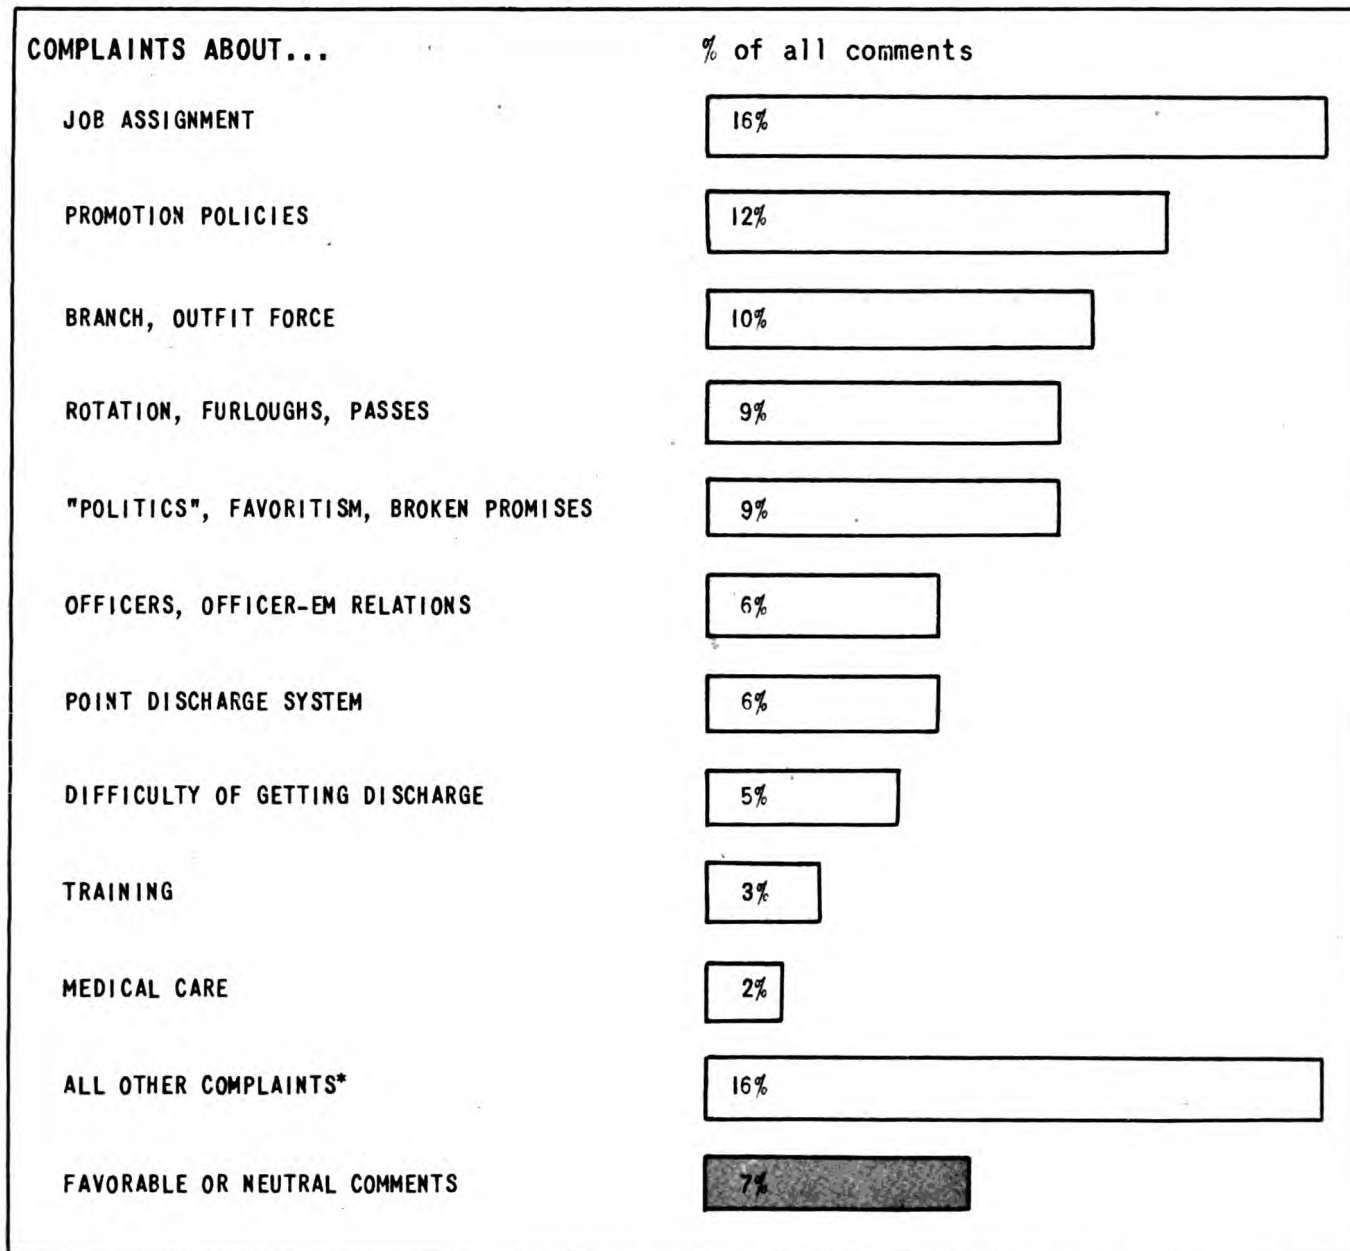 COMPLAINTS ABOUT... % of all comments
JOB ASSIGNMENT 16%
PROMOTION POLICIES 12%
BRANCH, OUTFIT FORCE 10%
ROTATION, FURLOUGHS, PASSES 9%
"POLITICS", FAVORITISM, BROKEN PROMISES 9%
OFFICERS, OFFICER-EM RELATIONS 6%
POINT DISCHARGE SYSTEM 6%
DIFFICULTY OF GETTING DISCHARGE 5%
TRAINING 3%
MEDICAL CARE 2%
ALL OTHER COMPLAINTS* 16%
FAVORABLE OR NEUTRAL COMMENTS 7%